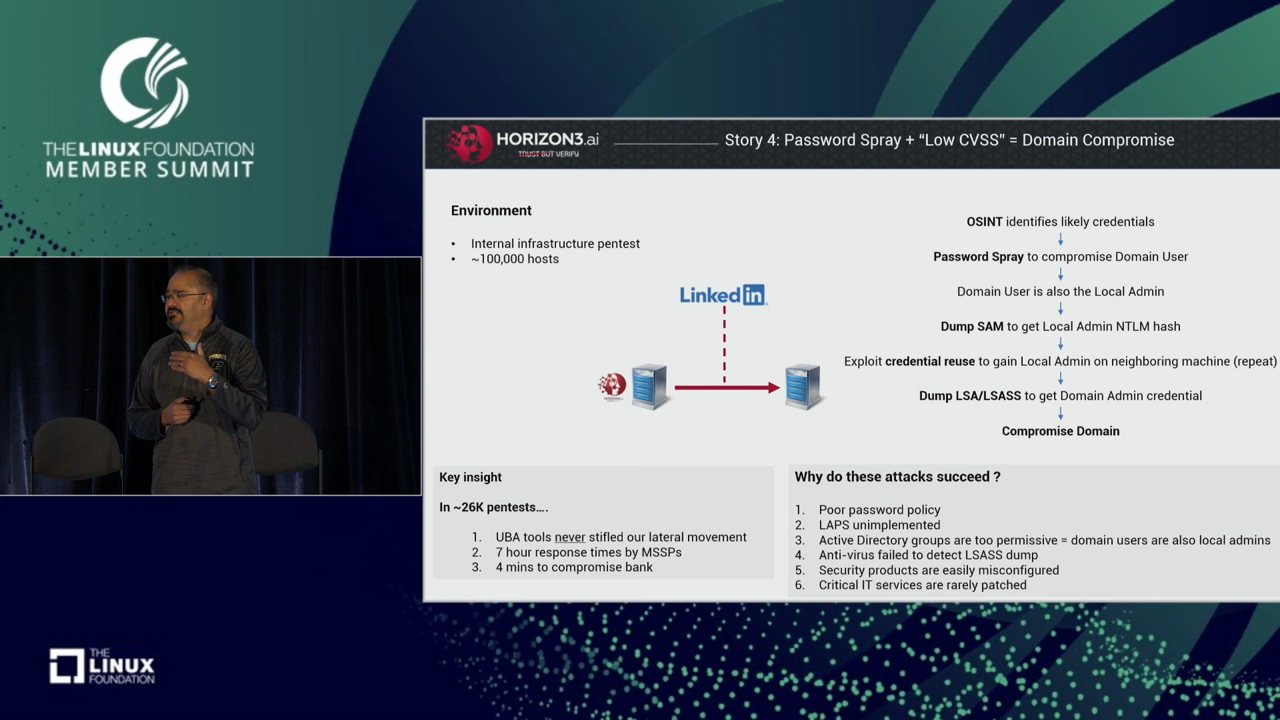 THE LINUX FOUNDATION
MEMBER SUMMIT
HORIZON3.ai
TRUST BUT VERIFY
Story 4: Password Spray + “Low CVSS” = Domain Compromise
Environment
• Internal infrastructure pentest
• ~100,000 hosts
Linked in
OSINT identifies likely credentials
Password Spray to compromise Domain User
Domain User is also the Local Admin
Dump SAM to get Local Admin NTLM hash
Exploit credential reuse to gain Local Admin on neighboring machine (repeat)
Dump LSA/LSASS to get Domain Admin credential
Compromise Domain
Key insight
In ~26K pentests….
1. UBA tools never stifled our lateral movement
2. 7 hour response times by MSSPs
3. 4 mins to compromise bank
Why do these attacks succeed ?
1. Poor password policy
2. LAPS unimplemented
3. Active Directory groups are too permissive = domain users are also local admins
4. Anti-virus failed to detect LSASS dump
5. Security products are easily misconfigured
6. Critical IT services are rarely patched
THE
LINUX
FOUNDATION